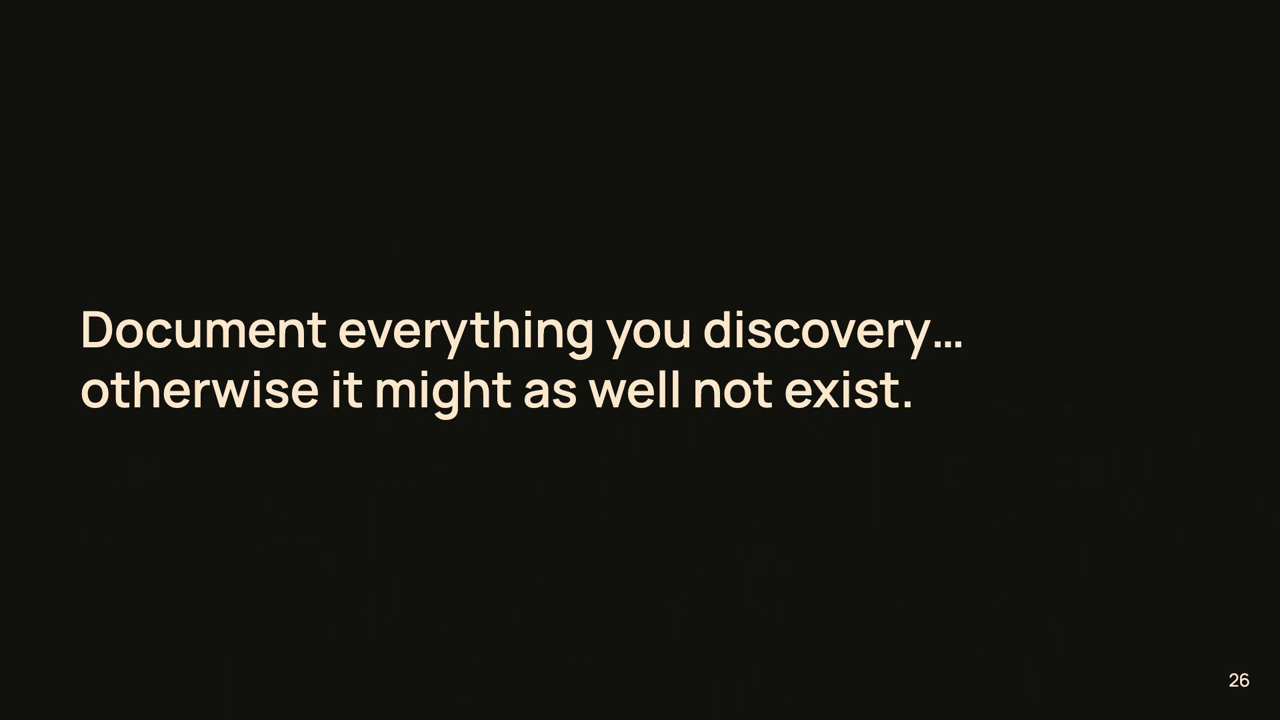 Document everything you discovery…
otherwise it might as well not exist.
26